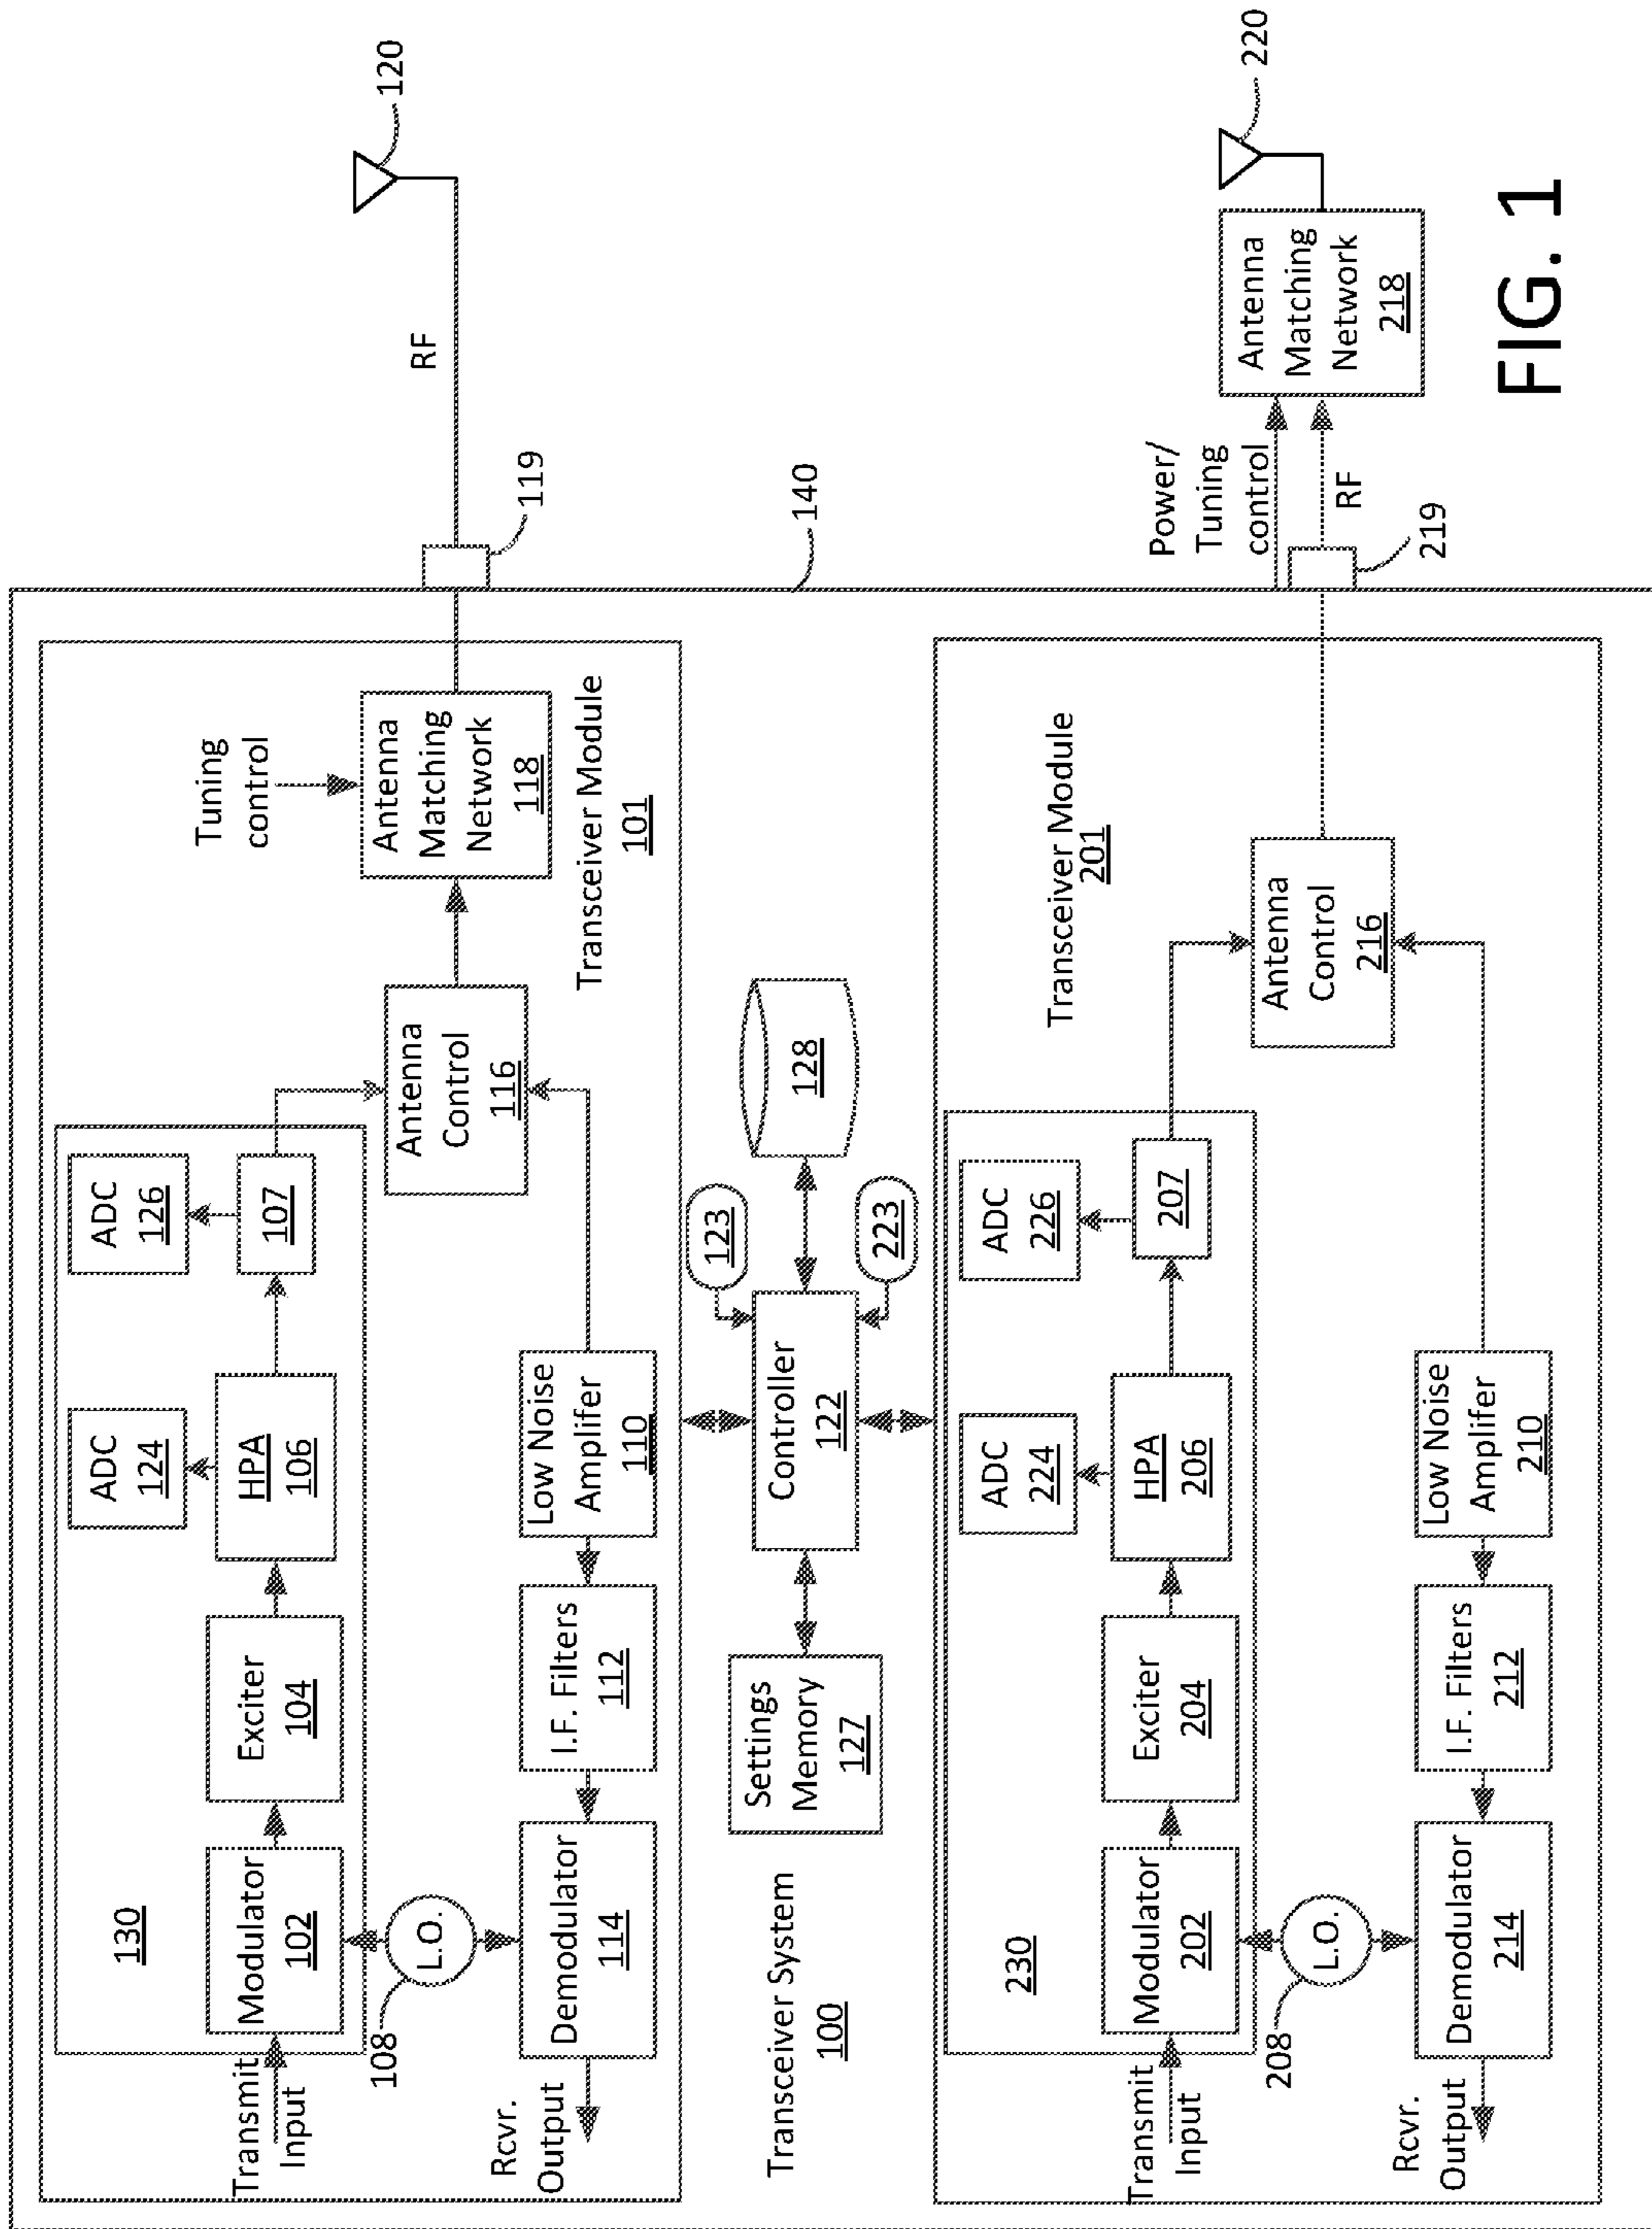 130
Modulator
102
Exciter
104
HPA
106
ADC
124
ADC
126
107
Transmit
Input
108
L.O.
Rcvr.
Output
Demodulator
114
I.F. Filters
112
Low Noise
Amplifer
110
Antenna
Control
116
Tuning
control
Antenna
Matching
Network
118
Transceiver Module
101
119
RF
120
Transceiver System
100
Settings
Memory
127
Controller
122
123
223
128
140
230
Modulator
202
Exciter
204
HPA
206
ADC
224
ADC
226
207
Transmit
Input
208
L.O.
Rcvr.
Output
Demodulator
214
I.F. Filters
212
Low Noise
Amplifer
210
Transceiver Module
201
Antenna
Control
216
Power/
Tuning
control
RF
219
Antenna
Matching
Network
218
220
FIG. 1